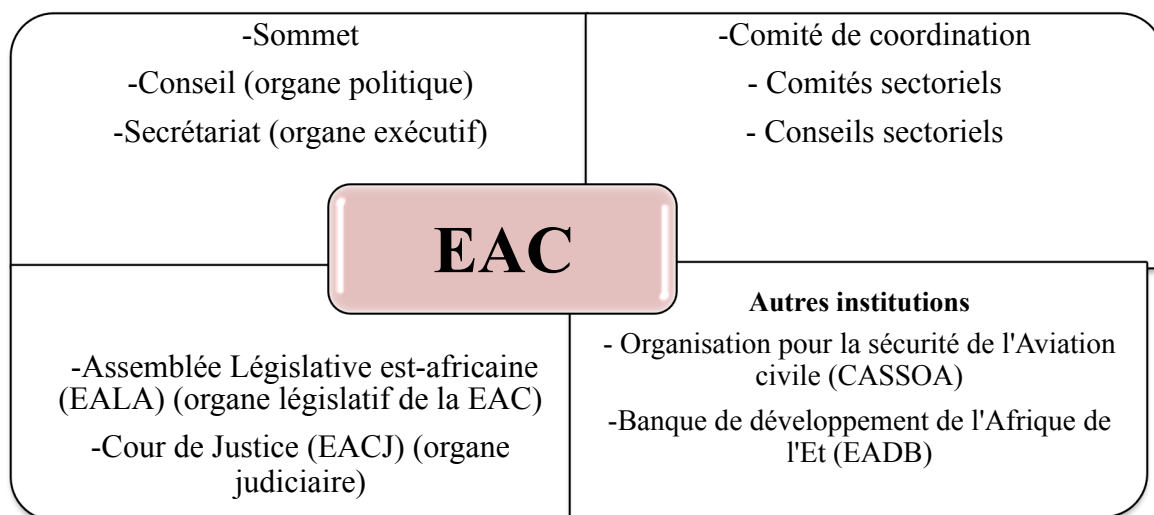 -Sommet
-Conseil (organe politique)
-Secrétariat (organe exécutif)
-Comité de coordination
- Comités sectoriels
- Conseils sectoriels
EAC
-Assemblée Législative est-africaine
(EALA) (organe législatif de la EAC)
-Cour de Justice (EACJ) (organe
judiciaire)
Autres institutions
- Organisation pour la sécurité de l'Aviation
civile (CASSOA)
-Banque de développement de l'Afrique de
l'Et (EADB)